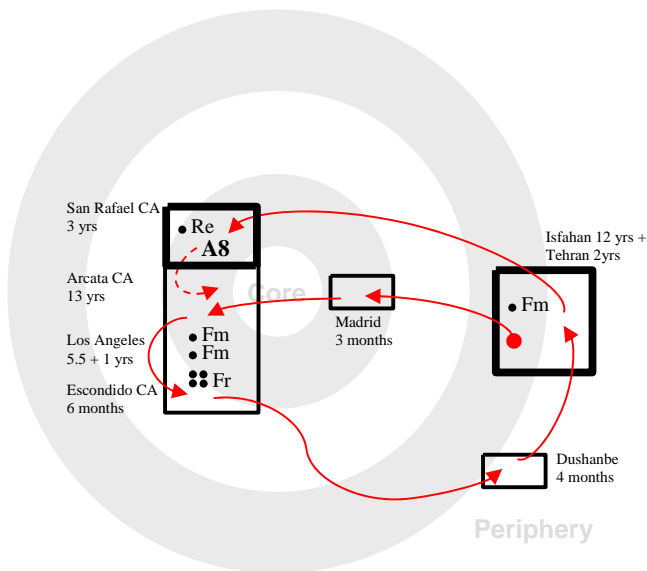 San Rafael CA
3 yrs
Re
A8
Isfahan 12 yrs +
Tehran 2yrs
Arcata CA
13 yrs
Core
Fm
Madrid
3 months
Los Angeles
5.5 + 1 yrs
Fm
Fm
Escondido CA
6 months
Fr
Dushanbe
4 months
Periphery